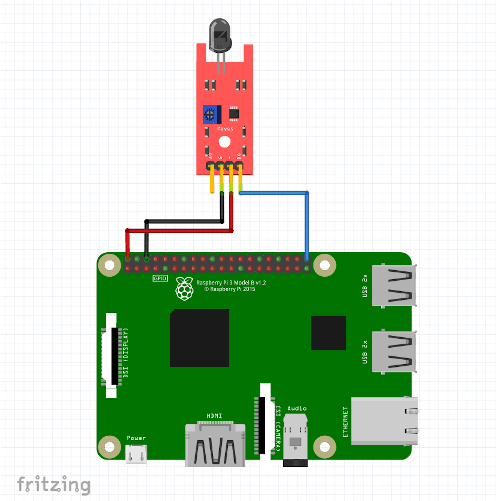 GPIO
Raspberry Pi 3 Model B v1.2
© Raspberry Pi 2015
DSI (DISPLAY)
USB 2x
USB 2x
ETHERNET
HDMI
CSI (CAMERA)
Audio
Power
fritzing